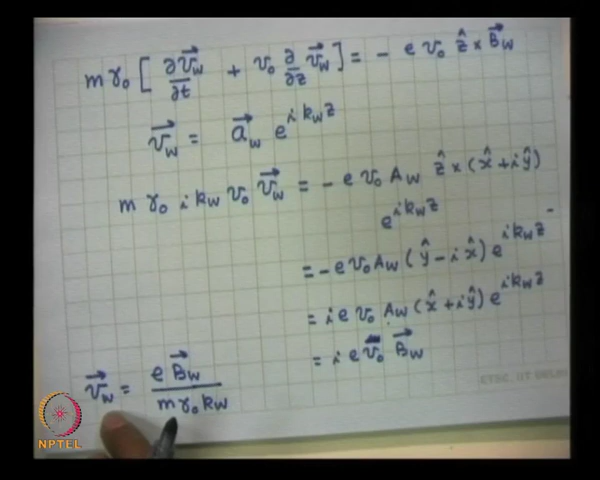 m γ₀ [ ∂v⃗_w/∂t + v₀ ∂/∂z v⃗_w ] = - e v₀ ẑ × B⃗_w
v⃗_w = a⃗_w e^{i k_w z}
m γ₀ i k_w v₀ v⃗_w = - e v₀ A_w ẑ × (x̂ + i ŷ)
e^{i k_w z}
= - e v₀ A_w (ŷ - i x̂) e^{i k_w z}
= i e v₀ A_w (x̂ + i ŷ) e^{i k_w z}
= i e v₀ B⃗_w
v⃗_w = e B⃗_w / m γ₀ k_w
NPTEL